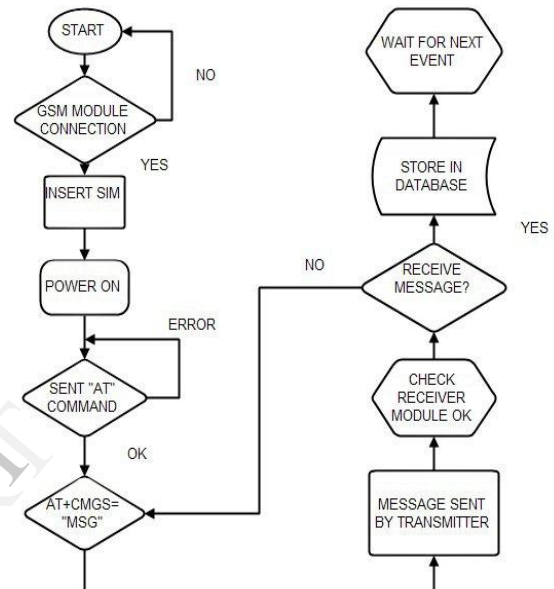 START
NO
GSM MODULE
CONNECTION
YES
INSERT SIM
POWER ON
ERROR
SENT "AT"
COMMAND
OK
AT+CMGS=
"MSG"
WAIT FOR NEXT
EVENT
STORE IN
DATABASE
YES
NO
RECEIVE
MESSAGE?
CHECK
RECEIVER
MODULE OK
MESSAGE SENT
BY TRANSMITTER